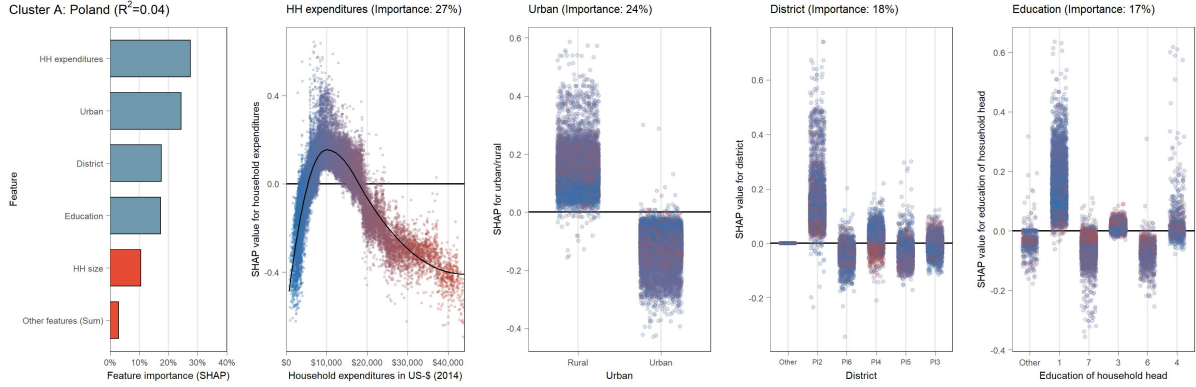 Cluster A: Poland (R²=0.04)
HH expenditures (Importance: 27%)
Urban (Importance: 24%)
District (Importance: 18%)
Education (Importance: 17%)
Feature
HH expenditures
Urban
District
Education
HH size
Other features (Sum)
0% 10% 20% 30% 40%
Feature importance (SHAP)
SHAP value for household expenditures
0.4
0.0
-0.4
$0 $10,000 $20,000 $30,000 $40,000
Household expenditures in US-$ (2014)
SHAP for urban/rural
0.6
0.4
0.2
0.0
-0.2
-0.4
Rural Urban
Urban
SHAP value for district
0.6
0.4
0.2
0.0
-0.2
Other Pl2 Pl6 Pl4 Pl5 Pl3
District
SHAP value for education of hosuehold head
0.6
0.4
0.2
0.0
-0.2
-0.4
Other 1 7 3 6 4
Education of household head